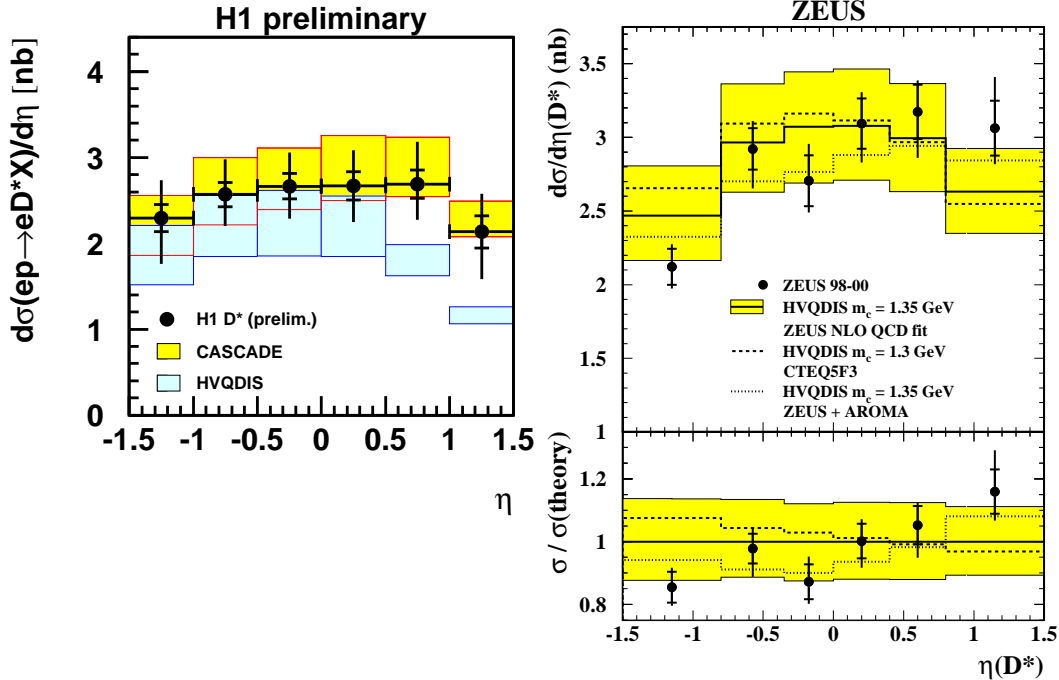 H1 preliminary
dσ(ep→eD*X)/dη [nb]
4
3
2
1
0
H1 D* (prelim.)
CASCADE
HVQDIS
-1.5 -1 -0.5 0 0.5 1 1.5
η
ZEUS
dσ/dη(D*) (nb)
3.5
3
2.5
2
1.5
1
ZEUS 98-00
HVQDIS m_c = 1.35 GeV
ZEUS NLO QCD fit
HVQDIS m_c = 1.3 GeV
CTEQ5F3
HVQDIS m_c = 1.35 GeV
ZEUS + AROMA
σ / σ(theory)
1.2
1
0.8
-1.5 -1 -0.5 0 0.5 1 1.5
η(D*)